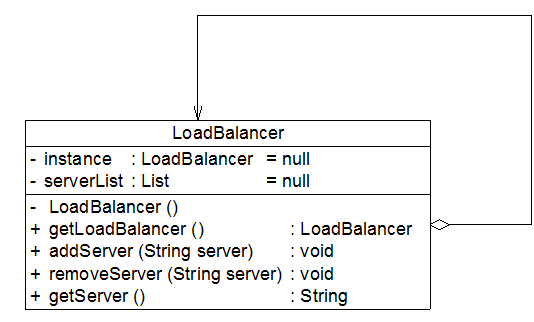 LoadBalancer
- instance : LoadBalancer = null
- serverList : List = null
- LoadBalancer ()
+ getLoadBalancer () : LoadBalancer
+ addServer (String server) : void
+ removeServer (String server) : void
+ getServer () : String